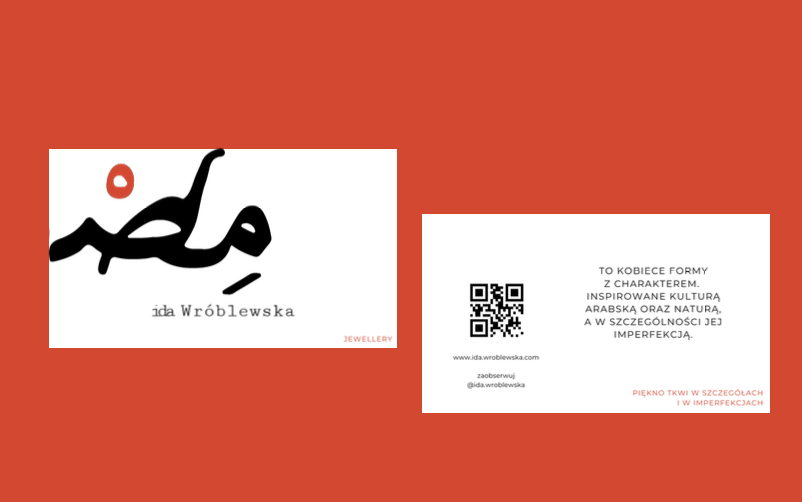 ida Wróblewska
JEWELLERY
TO KOBIECE FORMY
Z CHARAKTEREM.
INSPIROWANE KULTURĄ
ARABSKĄ ORAZ NATURĄ,
A W SZCZEGÓLNOŚCI JEJ
IMPERFEKCJĄ.
www.ida.wroblewska.com
zaobserwuj
@ida.wroblewska
PIĘKNO TKWI W SZCZEGÓŁACH
I W IMPERFEKCJACH